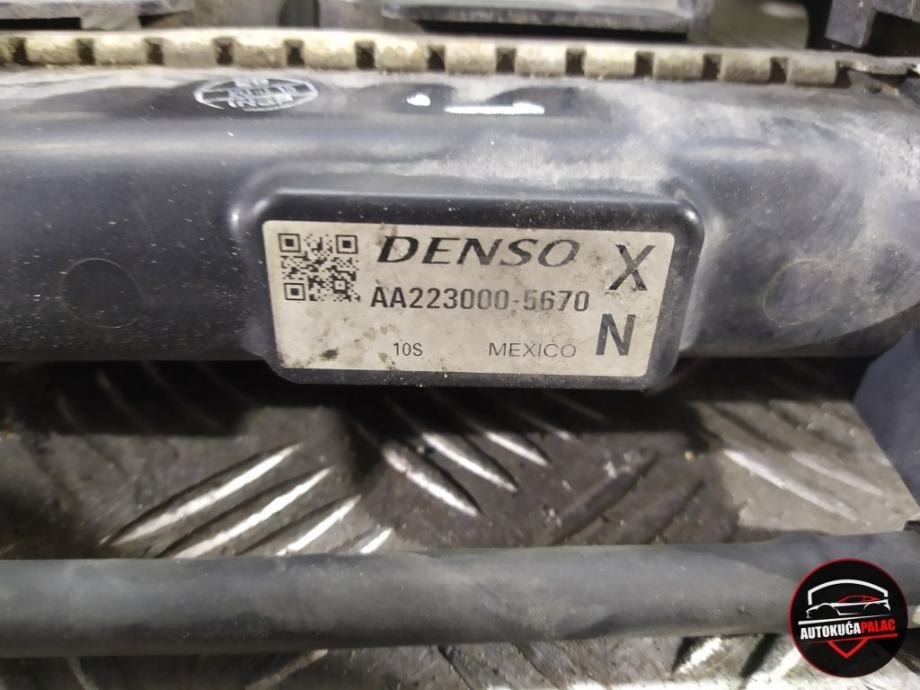 DENSO X
AA223000-5670
10S MEXICO N
AUTOKUĆAPALAC